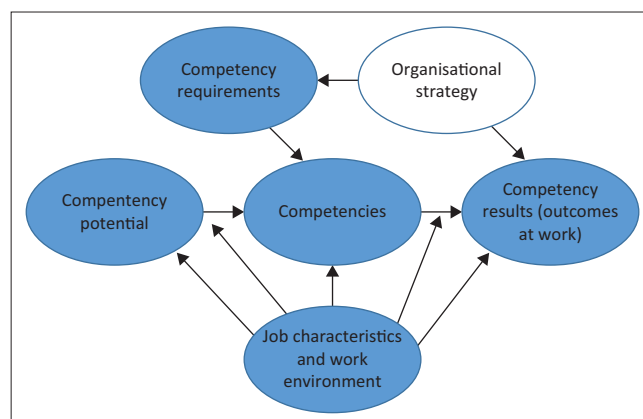 Competency
requirements
Organisational
strategy
Compentency
potential
Competencies
Competency
results (outcomes
at work)
Job characteristics
and work
environment